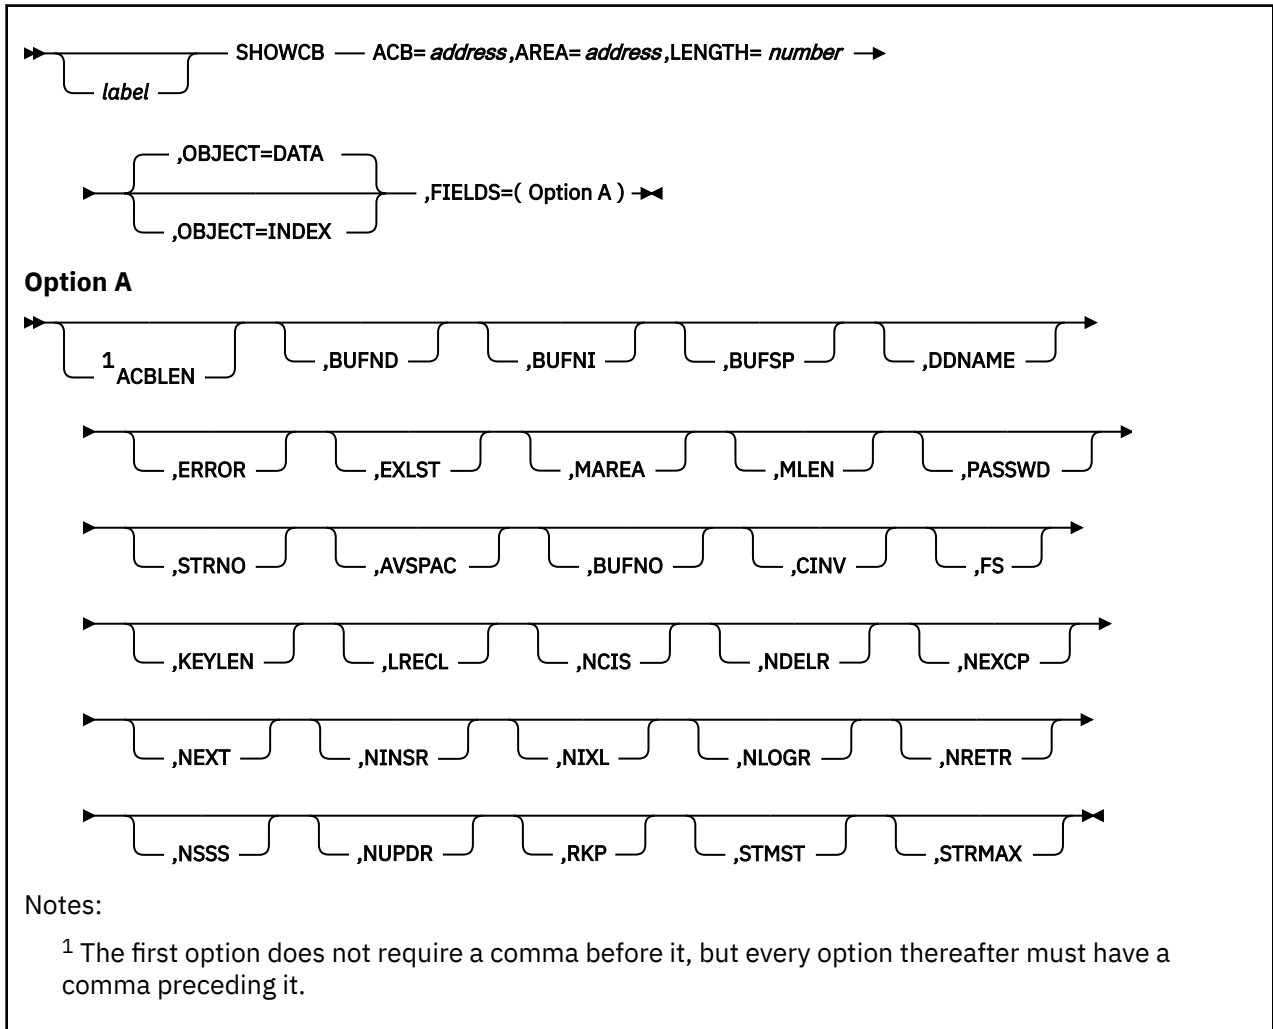 SHOWCB ACB= address ,AREA= address ,LENGTH= number
label
,OBJECT=DATA
,FIELDS=( Option A )
,OBJECT=INDEX
Option A
1 ACBLEN ,BUFND ,BUFNI ,BUFSP ,DDNAME
,ERROR ,EXLST ,MAREA ,MLEN ,PASSWD
,STRNO ,AVSPAC ,BUFNO ,CINV ,FS
,KEYLEN ,LRECL ,NCIS ,NDELR ,NEXCP
,NEXT ,NINSR ,NIXL ,NLOGR ,NRETR
,NSSS ,NUPDR ,RKP ,STMST ,STRMAX
Notes:
1 The first option does not require a comma before it, but every option thereafter must have a
comma preceding it.